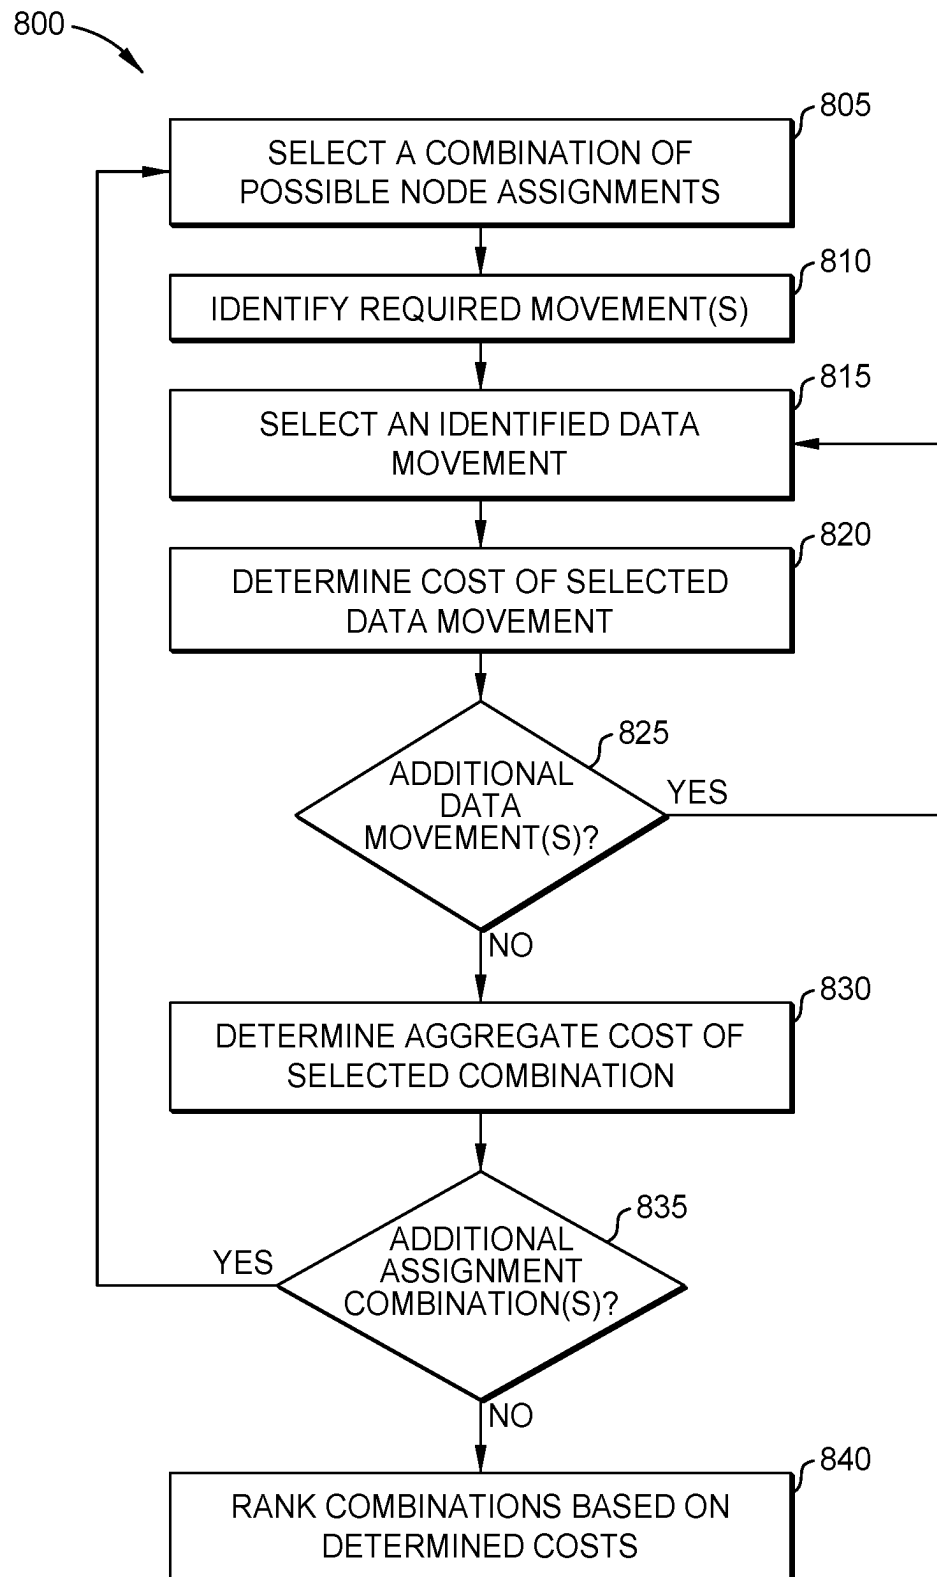 800
805
SELECT A COMBINATION OF
POSSIBLE NODE ASSIGNMENTS
810
IDENTIFY REQUIRED MOVEMENT(S)
815
SELECT AN IDENTIFIED DATA
MOVEMENT
820
DETERMINE COST OF SELECTED
DATA MOVEMENT
825
ADDITIONAL
DATA
MOVEMENT(S)?
YES
NO
830
DETERMINE AGGREGATE COST OF
SELECTED COMBINATION
835
ADDITIONAL
ASSIGNMENT
COMBINATION(S)?
YES
NO
840
RANK COMBINATIONS BASED ON
DETERMINED COSTS